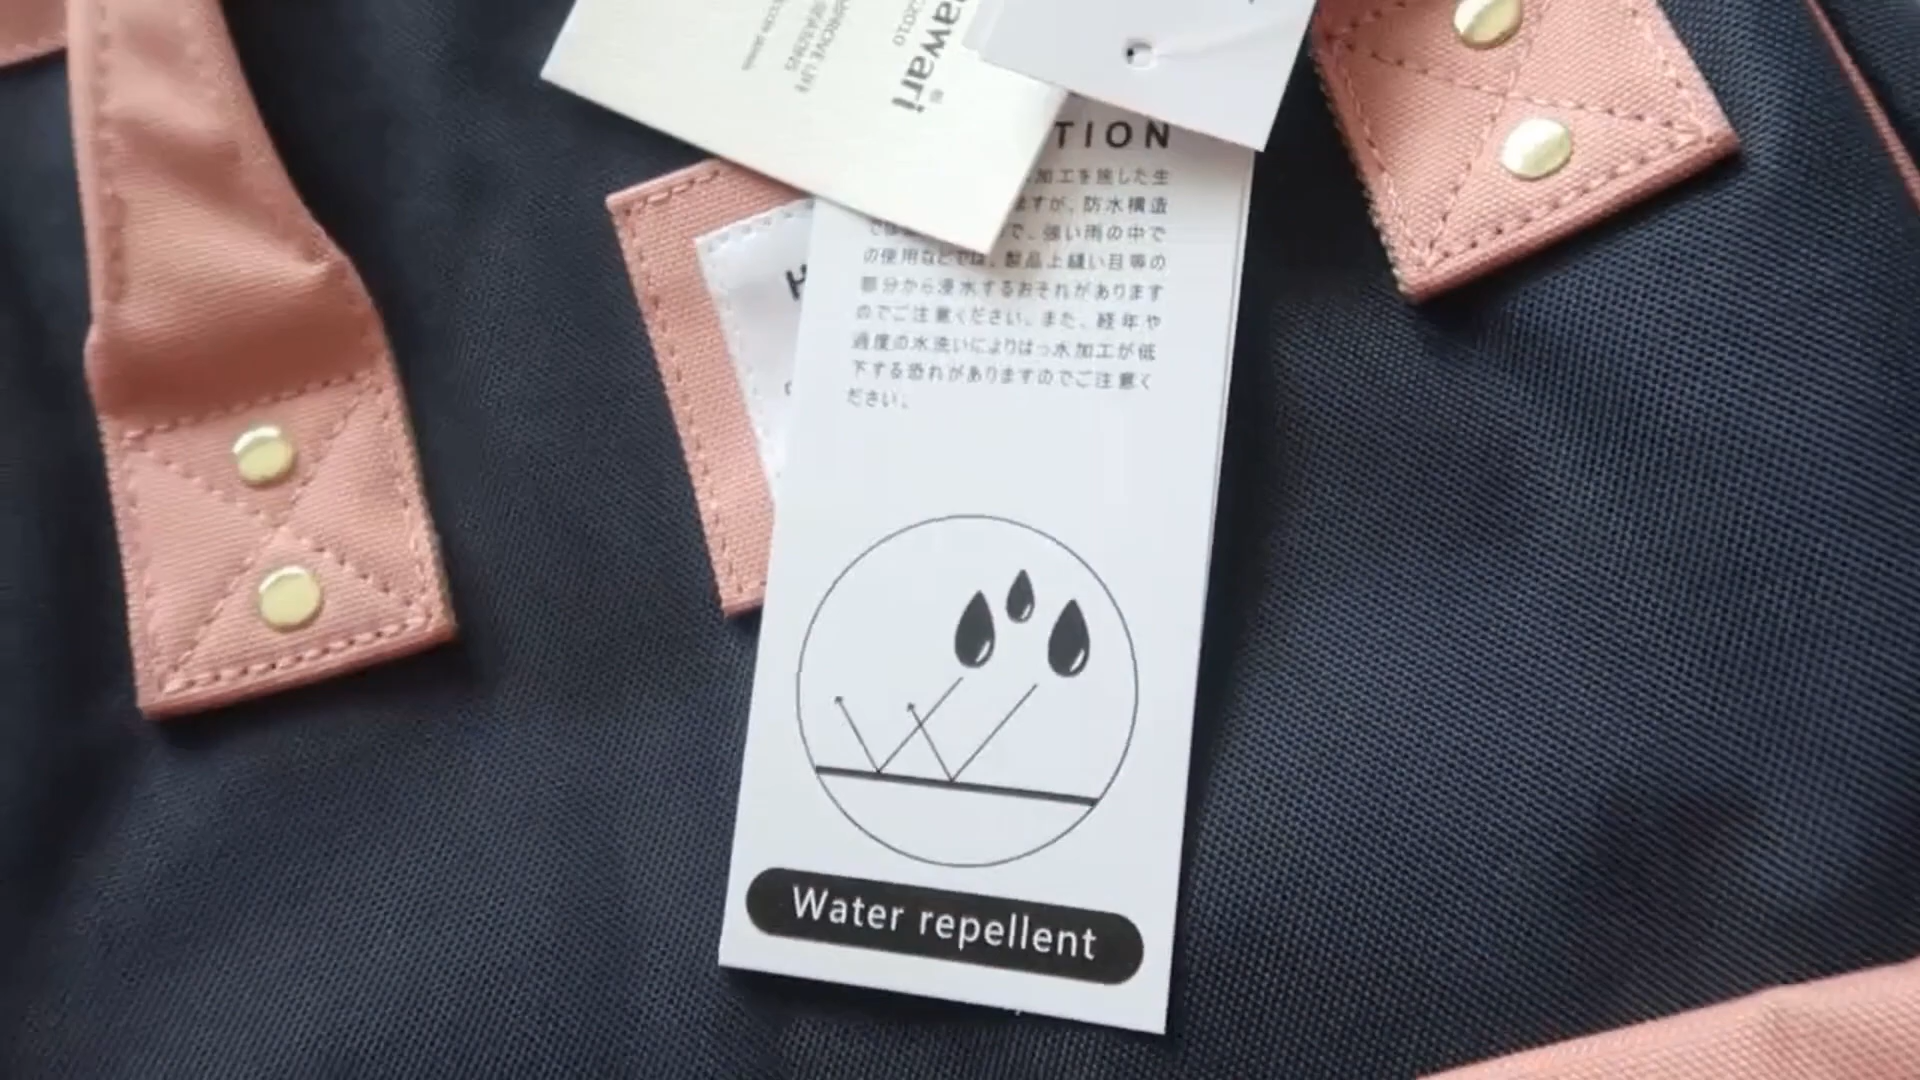 awari
2010
TION
加工を施した生
ますが、防水構造
で、強い雨の中で
の使用などでは、製品上縫い目等の
部分から浸水するおそれがあります
のでご注意ください。また、経年や
過度の水洗いによりはっ水加工が低
下する恐れがありますのでご注意く
ださい。
H
Water repellent